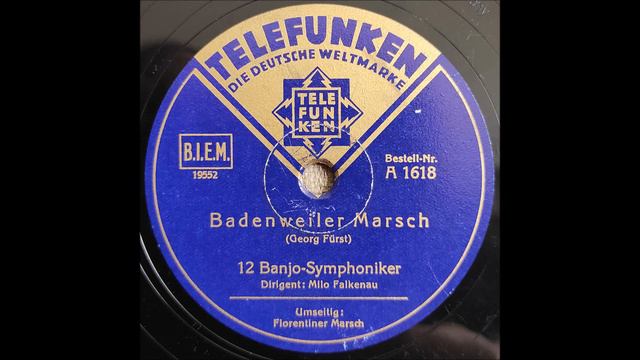 TELEFUNKEN
DIE DEUTSCHE WELTMARKE
TELE
FUN
KEN
B.I.E.M.
19552
Bestell-Nr.
A 1618
Badenweiler Marsch
(Georg Fürst)
12 Banjo-Symphoniker
Dirigent: Milo Falkenau
Umseitig:
Florentiner Marsch